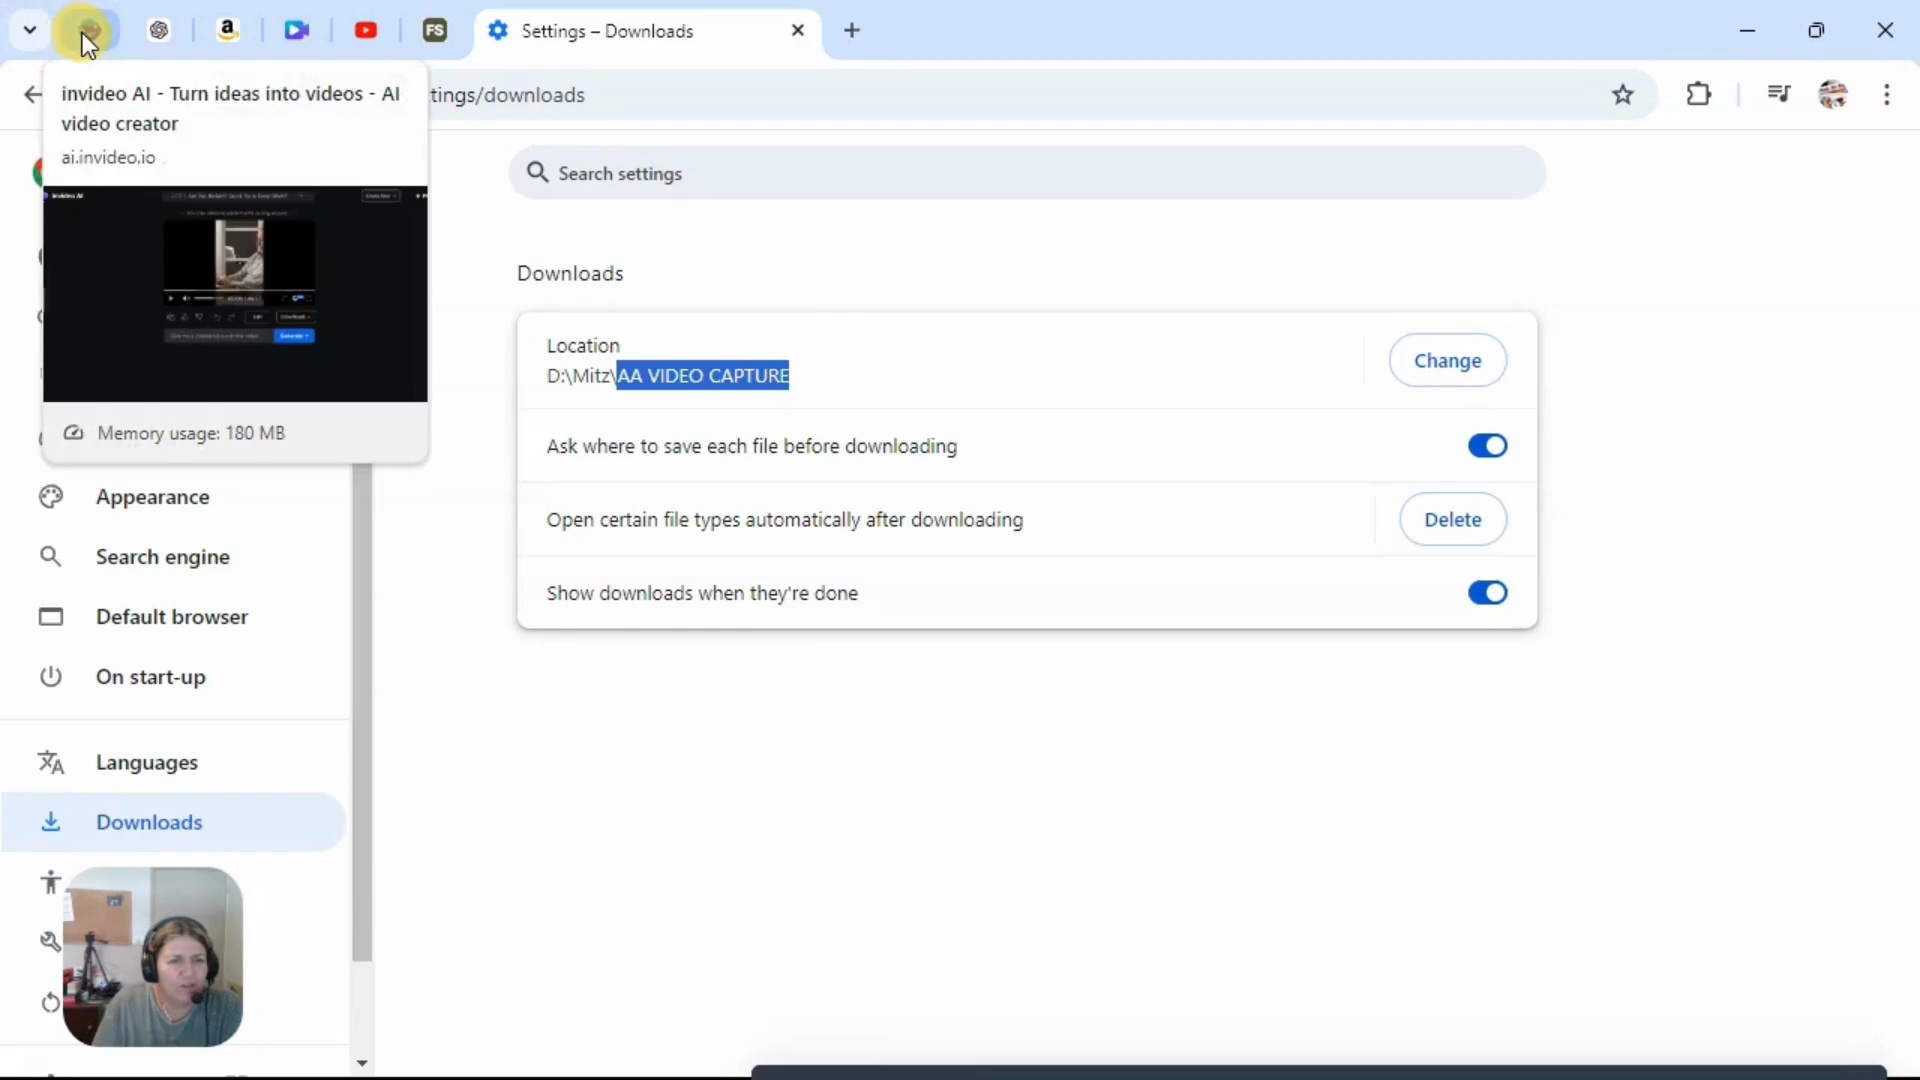 FS
Settings – Downloads
invideo AI - Turn ideas into videos - AI
video creator
ai.invideo.io
tings/downloads
Search settings
invideo AI
Downloads
Location
D:\Mitz\AA VIDEO CAPTURE
Change
Memory usage: 180 MB
Ask where to save each file before downloading
Appearance
Open certain file types automatically after downloading
Delete
Search engine
Show downloads when they're done
Default browser
On start-up
Languages
Downloads